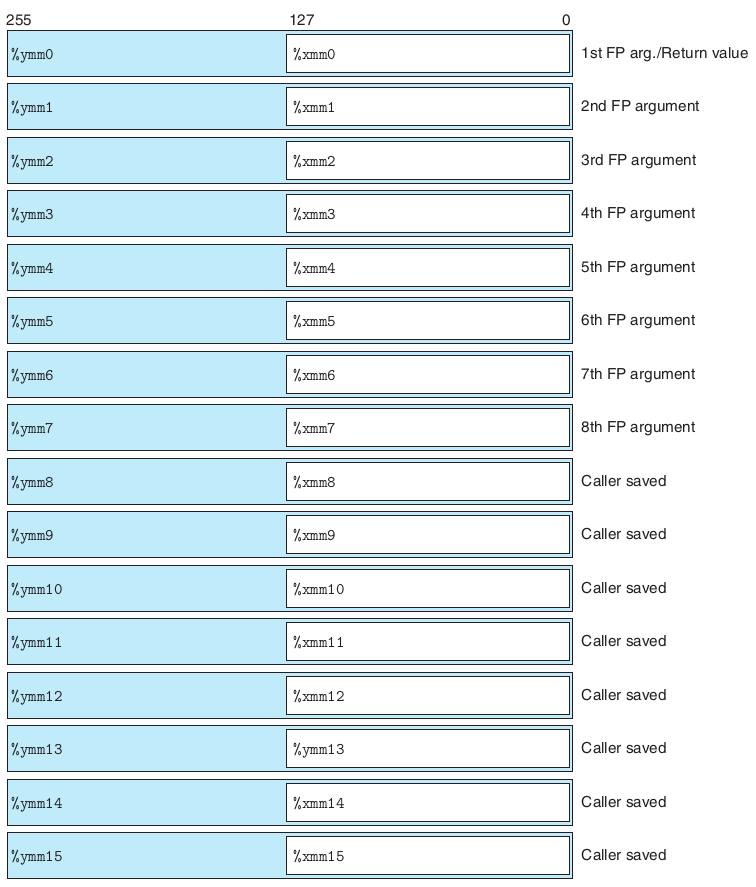 255 127 0
%ymm0 %xmm0 1st FP arg./Return value
%ymm1 %xmm1 2nd FP argument
%ymm2 %xmm2 3rd FP argument
%ymm3 %xmm3 4th FP argument
%ymm4 %xmm4 5th FP argument
%ymm5 %xmm5 6th FP argument
%ymm6 %xmm6 7th FP argument
%ymm7 %xmm7 8th FP argument
%ymm8 %xmm8 Caller saved
%ymm9 %xmm9 Caller saved
%ymm10 %xmm10 Caller saved
%ymm11 %xmm11 Caller saved
%ymm12 %xmm12 Caller saved
%ymm13 %ymm13 Caller saved
%ymm14 %xmm14 Caller saved
%ymm15 %xmm15 Caller saved